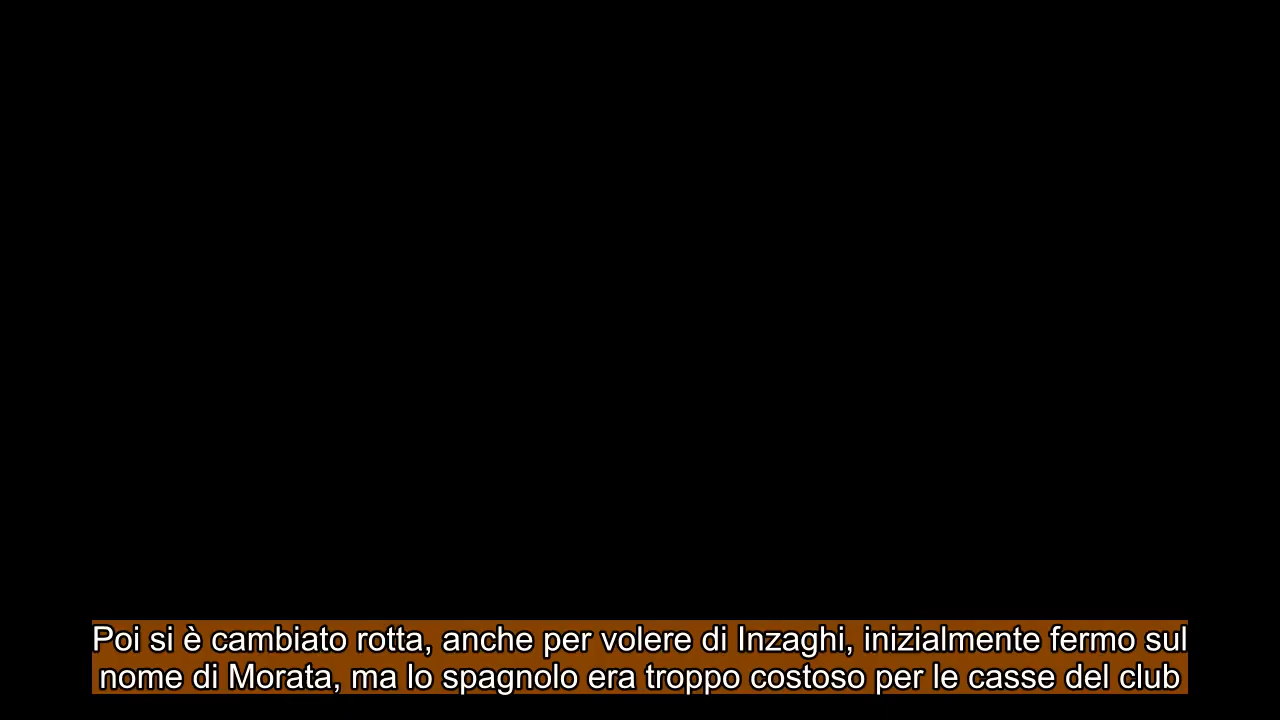 Poi si è cambiato rotta, anche per volere di Inzaghi, inizialmente fermo sul
nome di Morata, ma lo spagnolo era troppo costoso per le casse del club